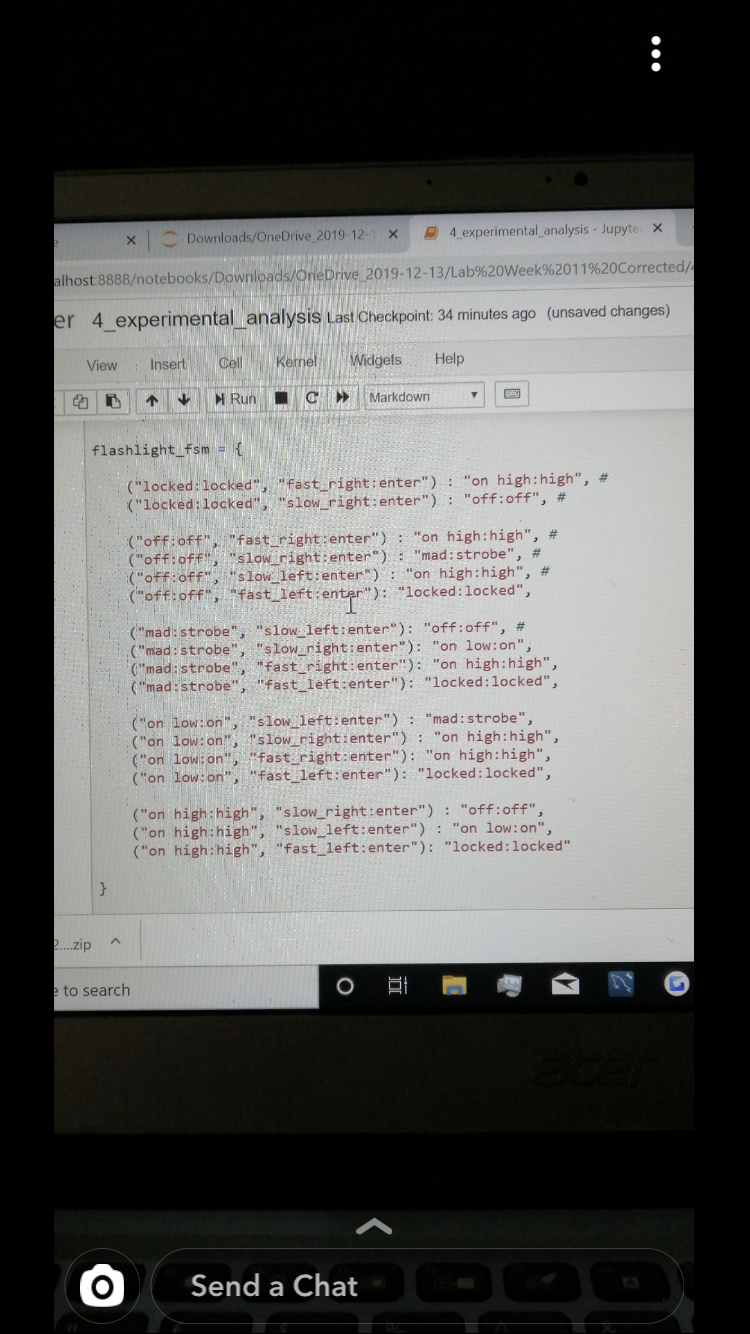 Downloads/OneDrive_2019-12-
4_experimental_analysis - Jupyte
alhost:8888/notebooks/Downloads/OneDrive_2019-12-13/Lab%20Week%2011%20Corrected/4
er 4_experimental_analysis Last Checkpoint: 34 minutes ago (unsaved changes)
View Insert Cell Kernel Widgets Help
Run Markdown
flashlight_fsm = {
("locked:locked", "fast_right:enter") : "on high:high", #
("locked:locked", "slow_right:enter") : "off:off", #
("off:off", "fast_right:enter") : "on high:high", #
("off:off", "slow_right:enter") : "mad:strobe", #
("off:off", "slow_left:enter") : "on high:high", #
("off:off", "fast_left:enter"): "locked:locked",
("mad:strobe", "slow_left:enter"): "off:off", #
("mad:strobe", "slow_right:enter"): "on low:on",
("mad:strobe", "fast_right:enter"): "on high:high",
("mad:strobe", "fast_left:enter"): "locked:locked",
("on low:on", "slow_left:enter") : "mad:strobe",
("on low:on", "slow_right:enter") : "on high:high",
("on low:on", "fast_right:enter"): "on high:high",
("on low:on", "fast_left:enter"): "locked:locked",
("on high:high", "slow_right:enter") : "off:off",
("on high:high", "slow_left:enter") : "on low:on",
("on high:high", "fast_left:enter"): "locked:locked"
}
2....zip
e to search
acer
Send a Chat